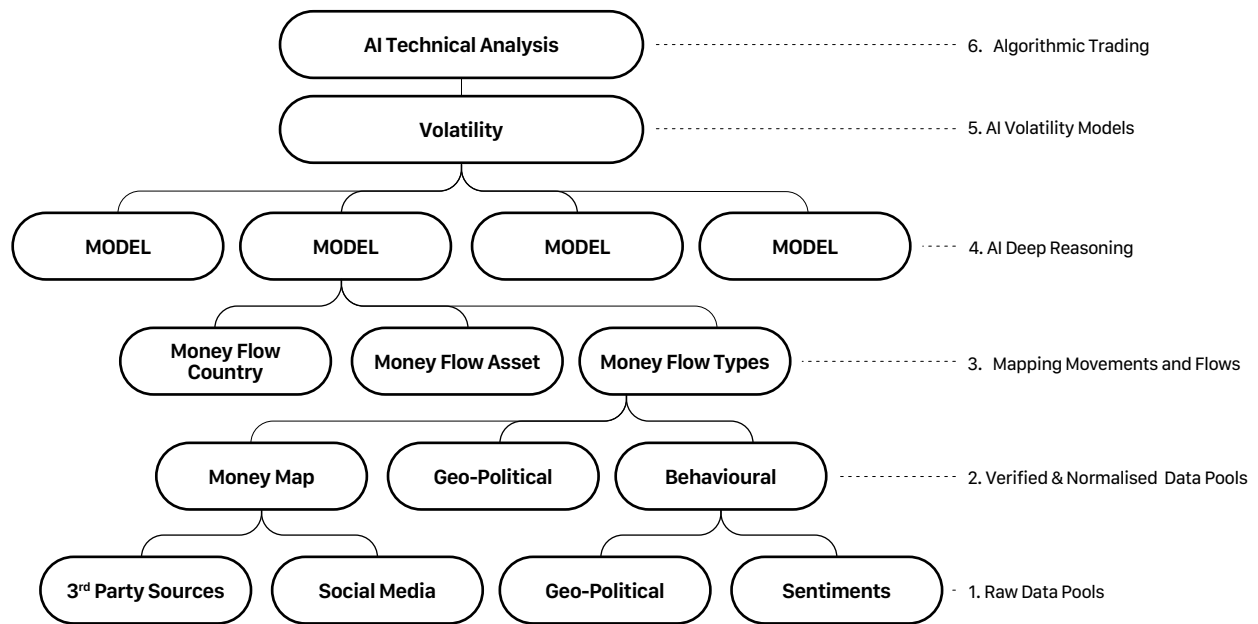 AI Technical Analysis
6. Algorithmic Trading
Volatility
5. AI Volatility Models
MODEL
MODEL
MODEL
MODEL
4. AI Deep Reasoning
Money Flow
Country
Money Flow Asset
Money Flow Types
3. Mapping Movements and Flows
Money Map
Geo-Political
Behavioural
2. Verified & Normalised Data Pools
3rd Party Sources
Social Media
Geo-Political
Sentiments
1. Raw Data Pools